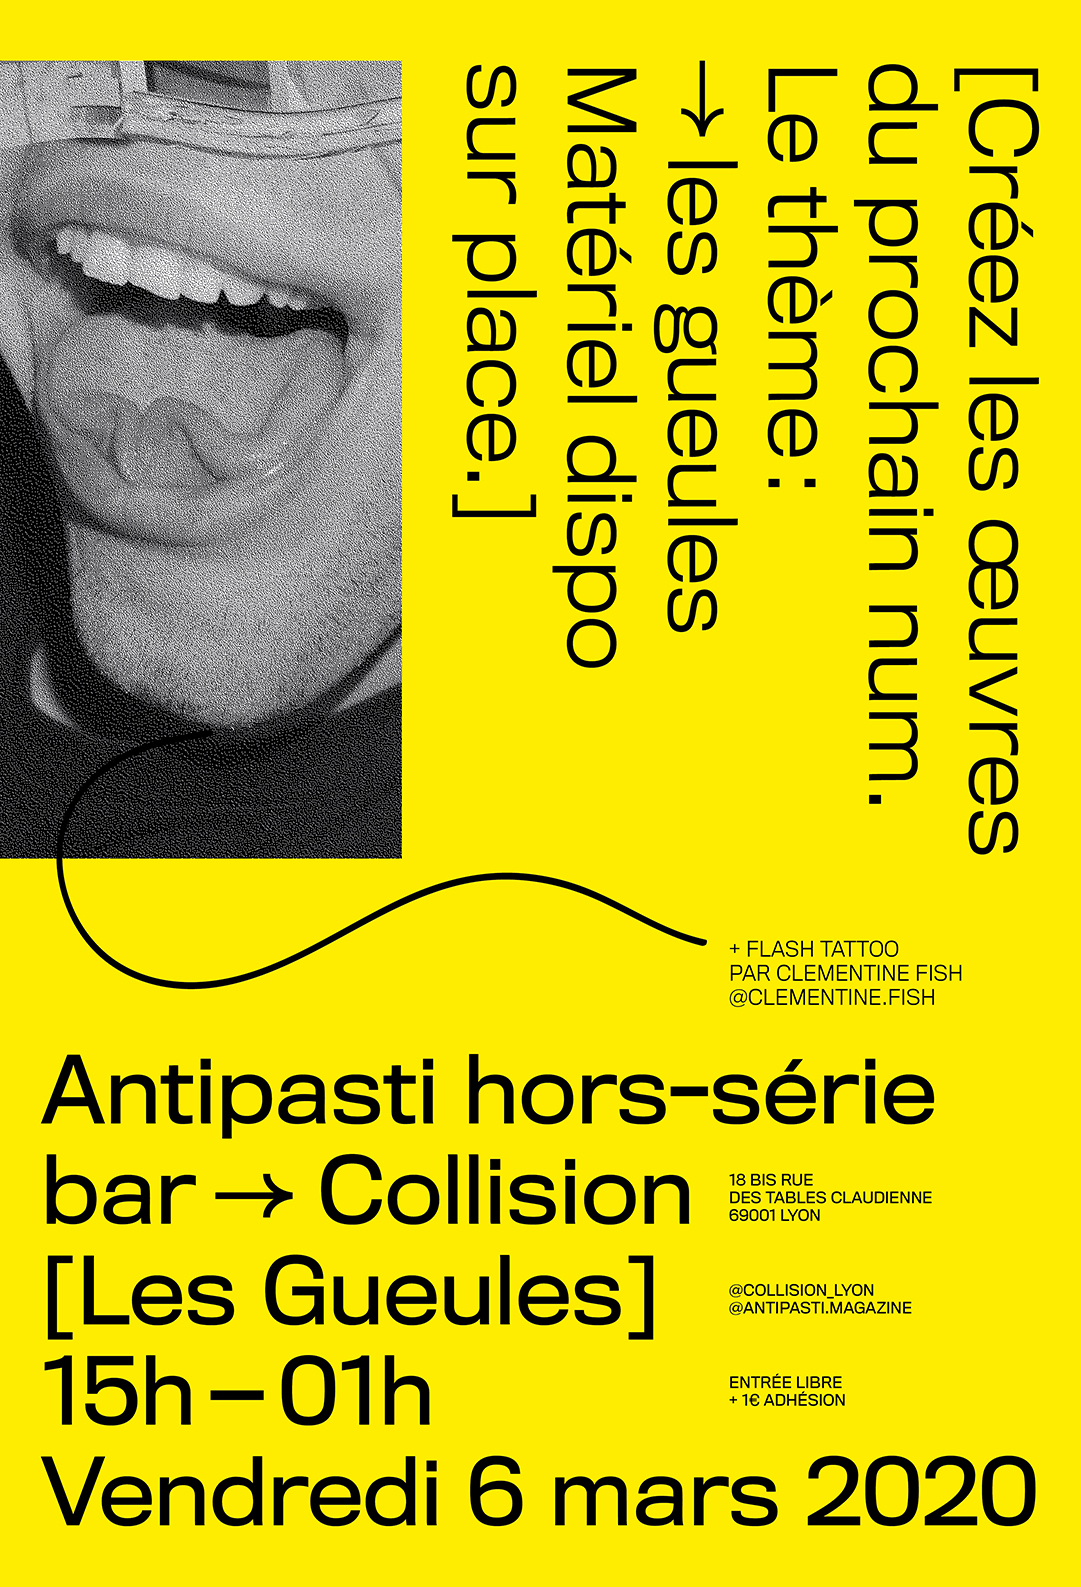 [Créez les œuvres
du prochain num.
Le thème :
→ les gueules
Matériel dispo
sur place.]
+ FLASH TATTOO
PAR CLEMENTINE FISH
@CLEMENTINE.FISH
Antipasti hors-série
bar → Collision
18 BIS RUE
DES TABLES CLAUDIENNE
69001 LYON
[Les Gueules]
@COLLISION_LYON
@ANTIPASTI.MAGAZINE
15h – 01h
ENTRÉE LIBRE
+ 1€ ADHÉSION
Vendredi 6 mars 2020